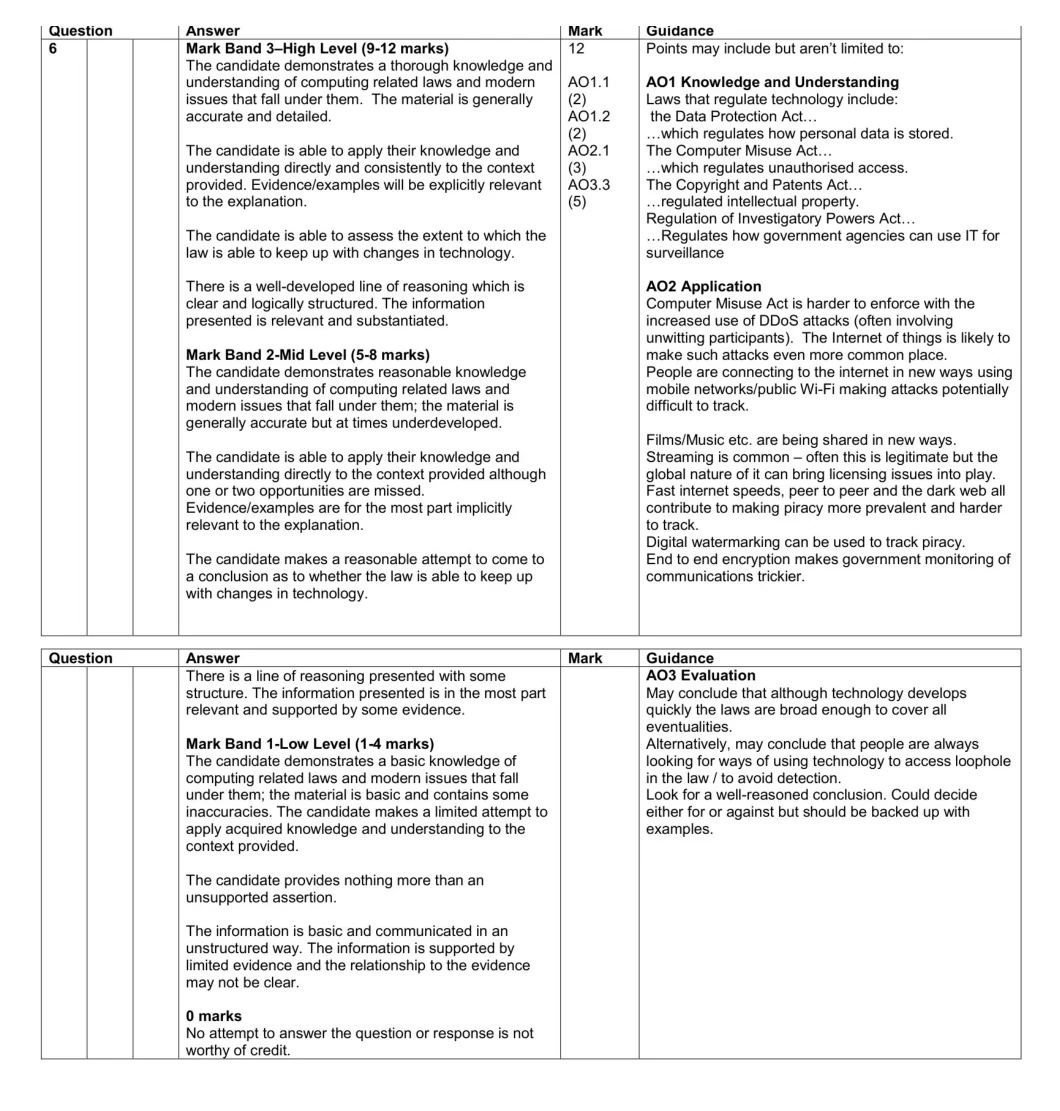 Question Answer Mark Guidance
6 Mark Band 3–High Level (9-12 marks) 12 Points may include but aren’t limited to:
The candidate demonstrates a thorough knowledge and
understanding of computing related laws and modern
issues that fall under them. The material is generally
accurate and detailed.
The candidate is able to apply their knowledge and
understanding directly and consistently to the context
provided. Evidence/examples will be explicitly relevant
to the explanation.
The candidate is able to assess the extent to which the
law is able to keep up with changes in technology.
There is a well-developed line of reasoning which is
clear and logically structured. The information
presented is relevant and substantiated.
Mark Band 2-Mid Level (5-8 marks)
The candidate demonstrates reasonable knowledge
and understanding of computing related laws and
modern issues that fall under them; the material is
generally accurate but at times underdeveloped.
The candidate is able to apply their knowledge and
understanding directly to the context provided although
one or two opportunities are missed.
Evidence/examples are for the most part implicitly
relevant to the explanation.
The candidate makes a reasonable attempt to come to
a conclusion as to whether the law is able to keep up
with changes in technology.
AO1.1
(2)
AO1.2
(2)
AO2.1
(3)
AO3.3
(5)
AO1 Knowledge and Understanding
Laws that regulate technology include:
the Data Protection Act…
…which regulates how personal data is stored.
The Computer Misuse Act…
…which regulates unauthorised access.
The Copyright and Patents Act…
…regulated intellectual property.
Regulation of Investigatory Powers Act…
…Regulates how government agencies can use IT for
surveillance
AO2 Application
Computer Misuse Act is harder to enforce with the
increased use of DDoS attacks (often involving
unwitting participants). The Internet of things is likely to
make such attacks even more common place.
People are connecting to the internet in new ways using
mobile networks/public Wi-Fi making attacks potentially
difficult to track.
Films/Music etc. are being shared in new ways.
Streaming is common – often this is legitimate but the
global nature of it can bring licensing issues into play.
Fast internet speeds, peer to peer and the dark web all
contribute to making piracy more prevalent and harder
to track.
Digital watermarking can be used to track piracy.
End to end encryption makes government monitoring of
communications trickier.
Question Answer Mark Guidance
There is a line of reasoning presented with some
structure. The information presented is in the most part
relevant and supported by some evidence.
Mark Band 1-Low Level (1-4 marks)
The candidate demonstrates a basic knowledge of
computing related laws and modern issues that fall
under them; the material is basic and contains some
inaccuracies. The candidate makes a limited attempt to
apply acquired knowledge and understanding to the
context provided.
The candidate provides nothing more than an
unsupported assertion.
The information is basic and communicated in an
unstructured way. The information is supported by
limited evidence and the relationship to the evidence
may not be clear.
0 marks
No attempt to answer the question or response is not
worthy of credit.
AO3 Evaluation
May conclude that although technology develops
quickly the laws are broad enough to cover all
eventualities.
Alternatively, may conclude that people are always
looking for ways of using technology to access loophole
in the law / to avoid detection.
Look for a well-reasoned conclusion. Could decide
either for or against but should be backed up with
examples.